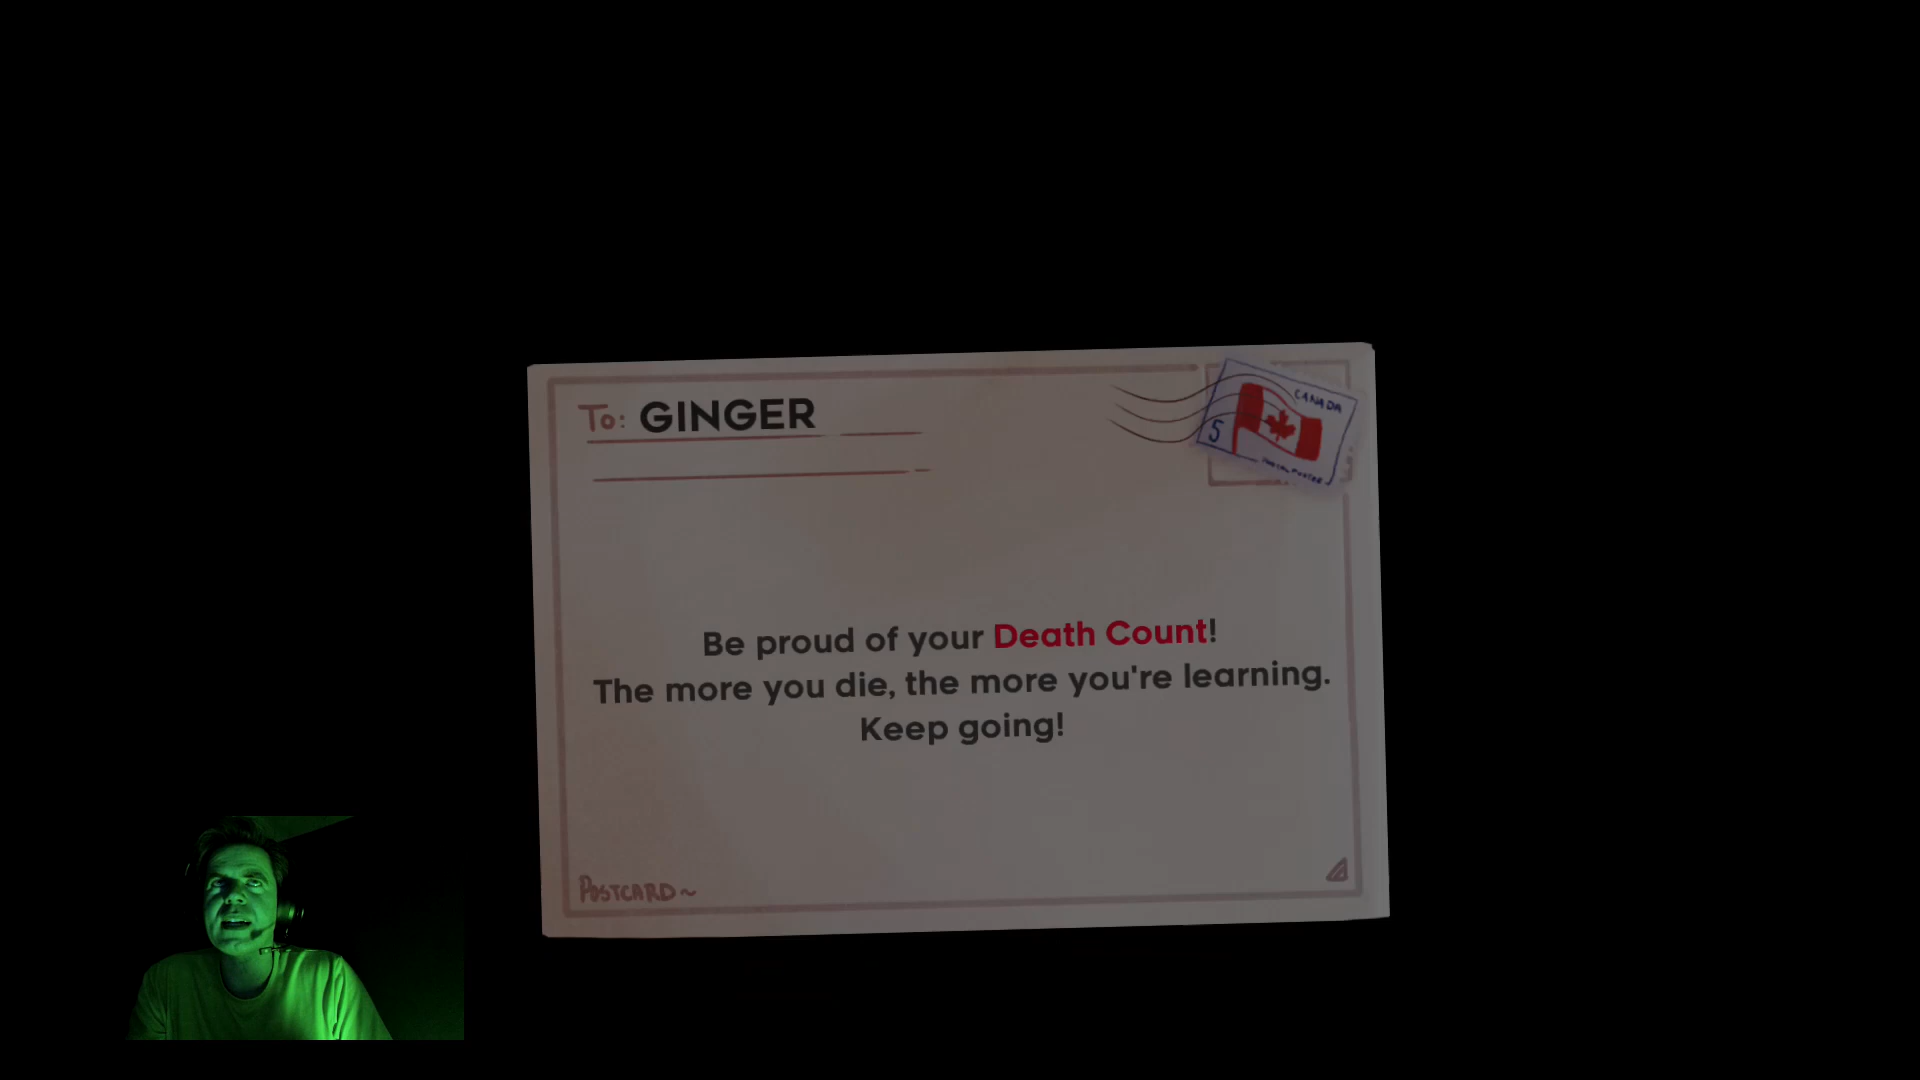 To: GINGER
CANADA
5
Be proud of your Death Count!
The more you die, the more you're learning.
Keep going!
POSTCARD~